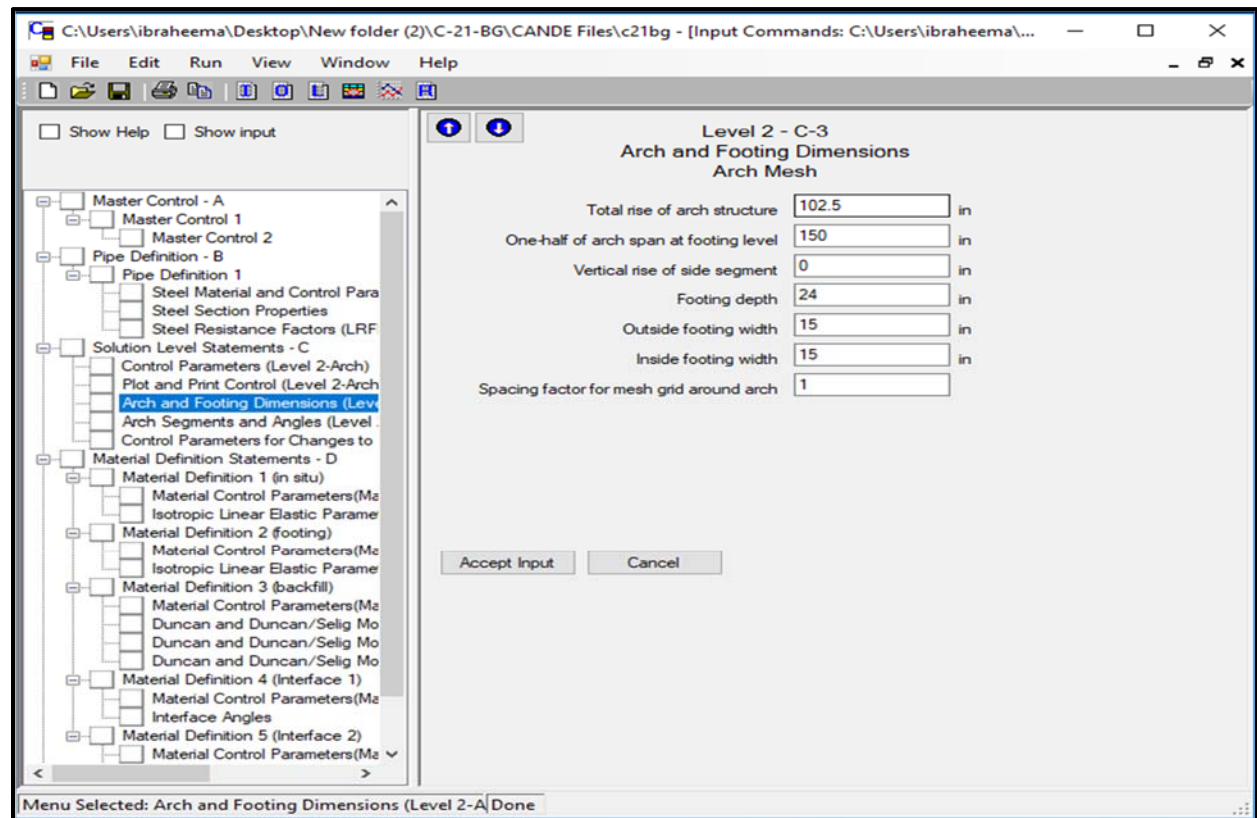 C:\Users\ibraheema\Desktop\New folder (2)\C-21-BG\CANDE Files\c21bg - [Input Commands: C:\Users\ibraheema\...
File Edit Run View Window Help
Show Help Show input
Master Control - A
Master Control 1
Master Control 2
Pipe Definition - B
Pipe Definition 1
Steel Material and Control Para
Steel Section Properties
Steel Resistance Factors (LRF
Solution Level Statements - C
Control Parameters (Level 2-Arch)
Plot and Print Control (Level 2-Arch
Arch and Footing Dimensions (Leve
Arch Segments and Angles (Level .
Control Parameters for Changes to
Material Definition Statements - D
Material Definition 1 (in situ)
Material Control Parameters(Ma
Isotropic Linear Elastic Parame
Material Definition 2 (footing)
Material Control Parameters(Ma
Isotropic Linear Elastic Parame
Material Definition 3 (backfill)
Material Control Parameters(Ma
Duncan and Duncan/Selig Mo
Duncan and Duncan/Selig Mo
Duncan and Duncan/Selig Mo
Material Definition 4 (Interface 1)
Material Control Parameters(Ma
Interface Angles
Material Definition 5 (Interface 2)
Material Control Parameters(Ma
Level 2 - C-3
Arch and Footing Dimensions
Arch Mesh
Total rise of arch structure 102.5 in
One-half of arch span at footing level 150 in
Vertical rise of side segment 0 in
Footing depth 24 in
Outside footing width 15 in
Inside footing width 15 in
Spacing factor for mesh grid around arch 1
Accept Input Cancel
Menu Selected: Arch and Footing Dimensions (Level 2-A Done